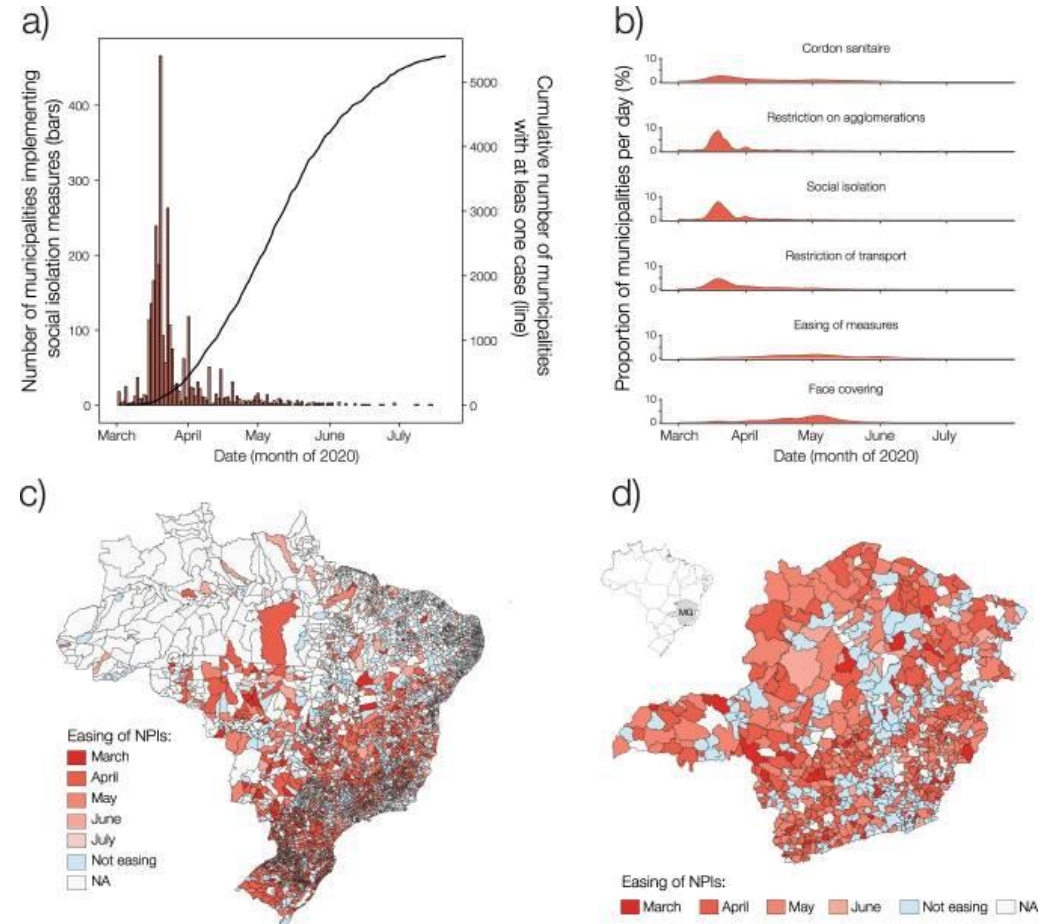 a)
Number of municipalities implementing
social isolation measures (bars)
400
300
200
100
0
5000
4000
3000
2000
1000
0
Cumulative number of municipalities
with at leas one case (line)
March April May June July
Date (month of 2020)
b)
Proportion of municipalities per day (%)
Cordon sanitaire
10
0
Restriction on agglomerations
10
0
Social isolation
10
0
Restriction of transport
10
0
Easing of measures
10
0
Face covering
10
0
March April May June July
Date (month of 2020)
c)
Easing of NPIs:
March
April
May
June
July
Not easing
NA
d)
MG
Easing of NPIs:
March April May June Not easing NA